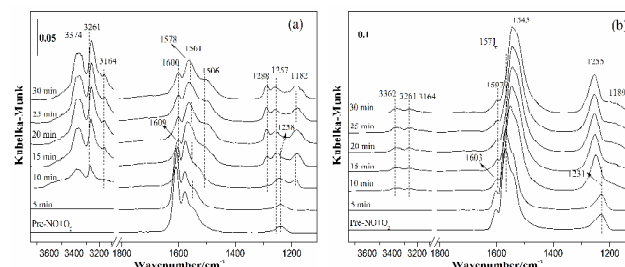 (a)
0.05
3374
3261
3164
1578
1561
1600
1506
1609
1288
1257
1182
1238
30 min
25 min
20 min
15 min
10 min
5 min
Pre-NO+O2
Kubelka-Munk
3600 3400 3200 1800 1600 1400 1200
Wavenumber/cm-1
(b)
0.1
3362
3261
3164
1571
1543
1597
1603
1255
1189
1231
30 min
25 min
20 min
15 min
10 min
5 min
Pre-NO+O2
Kubelka-Munk
3600 3400 3200 1800 1600 1400 1200
Wavenumber/cm-1